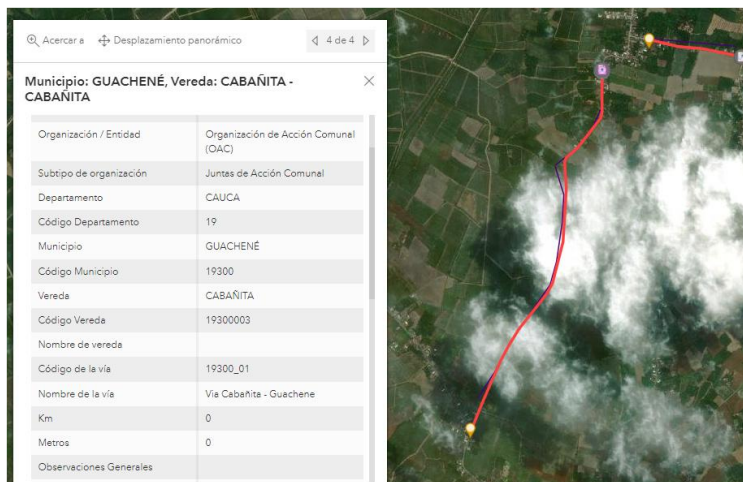 Acercar a Desplazamiento panorámico 4 de 4
Municipio: GUACHENÉ, Vereda: CABAÑITA -
CABAÑITA
Organización / Entidad Organización de Acción Comunal
(OAC)
Subtipo de organización Juntas de Acción Comunal
Departamento CAUCA
Código Departamento 19
Municipio GUACHENÉ
Código Municipio 19300
Vereda CABAÑITA
Código Vereda 19300003
Nombre de vereda
Código de la vía 19300_01
Nombre de la vía Via Cabañita - Guachene
Km 0
Metros 0
Observaciones Generales